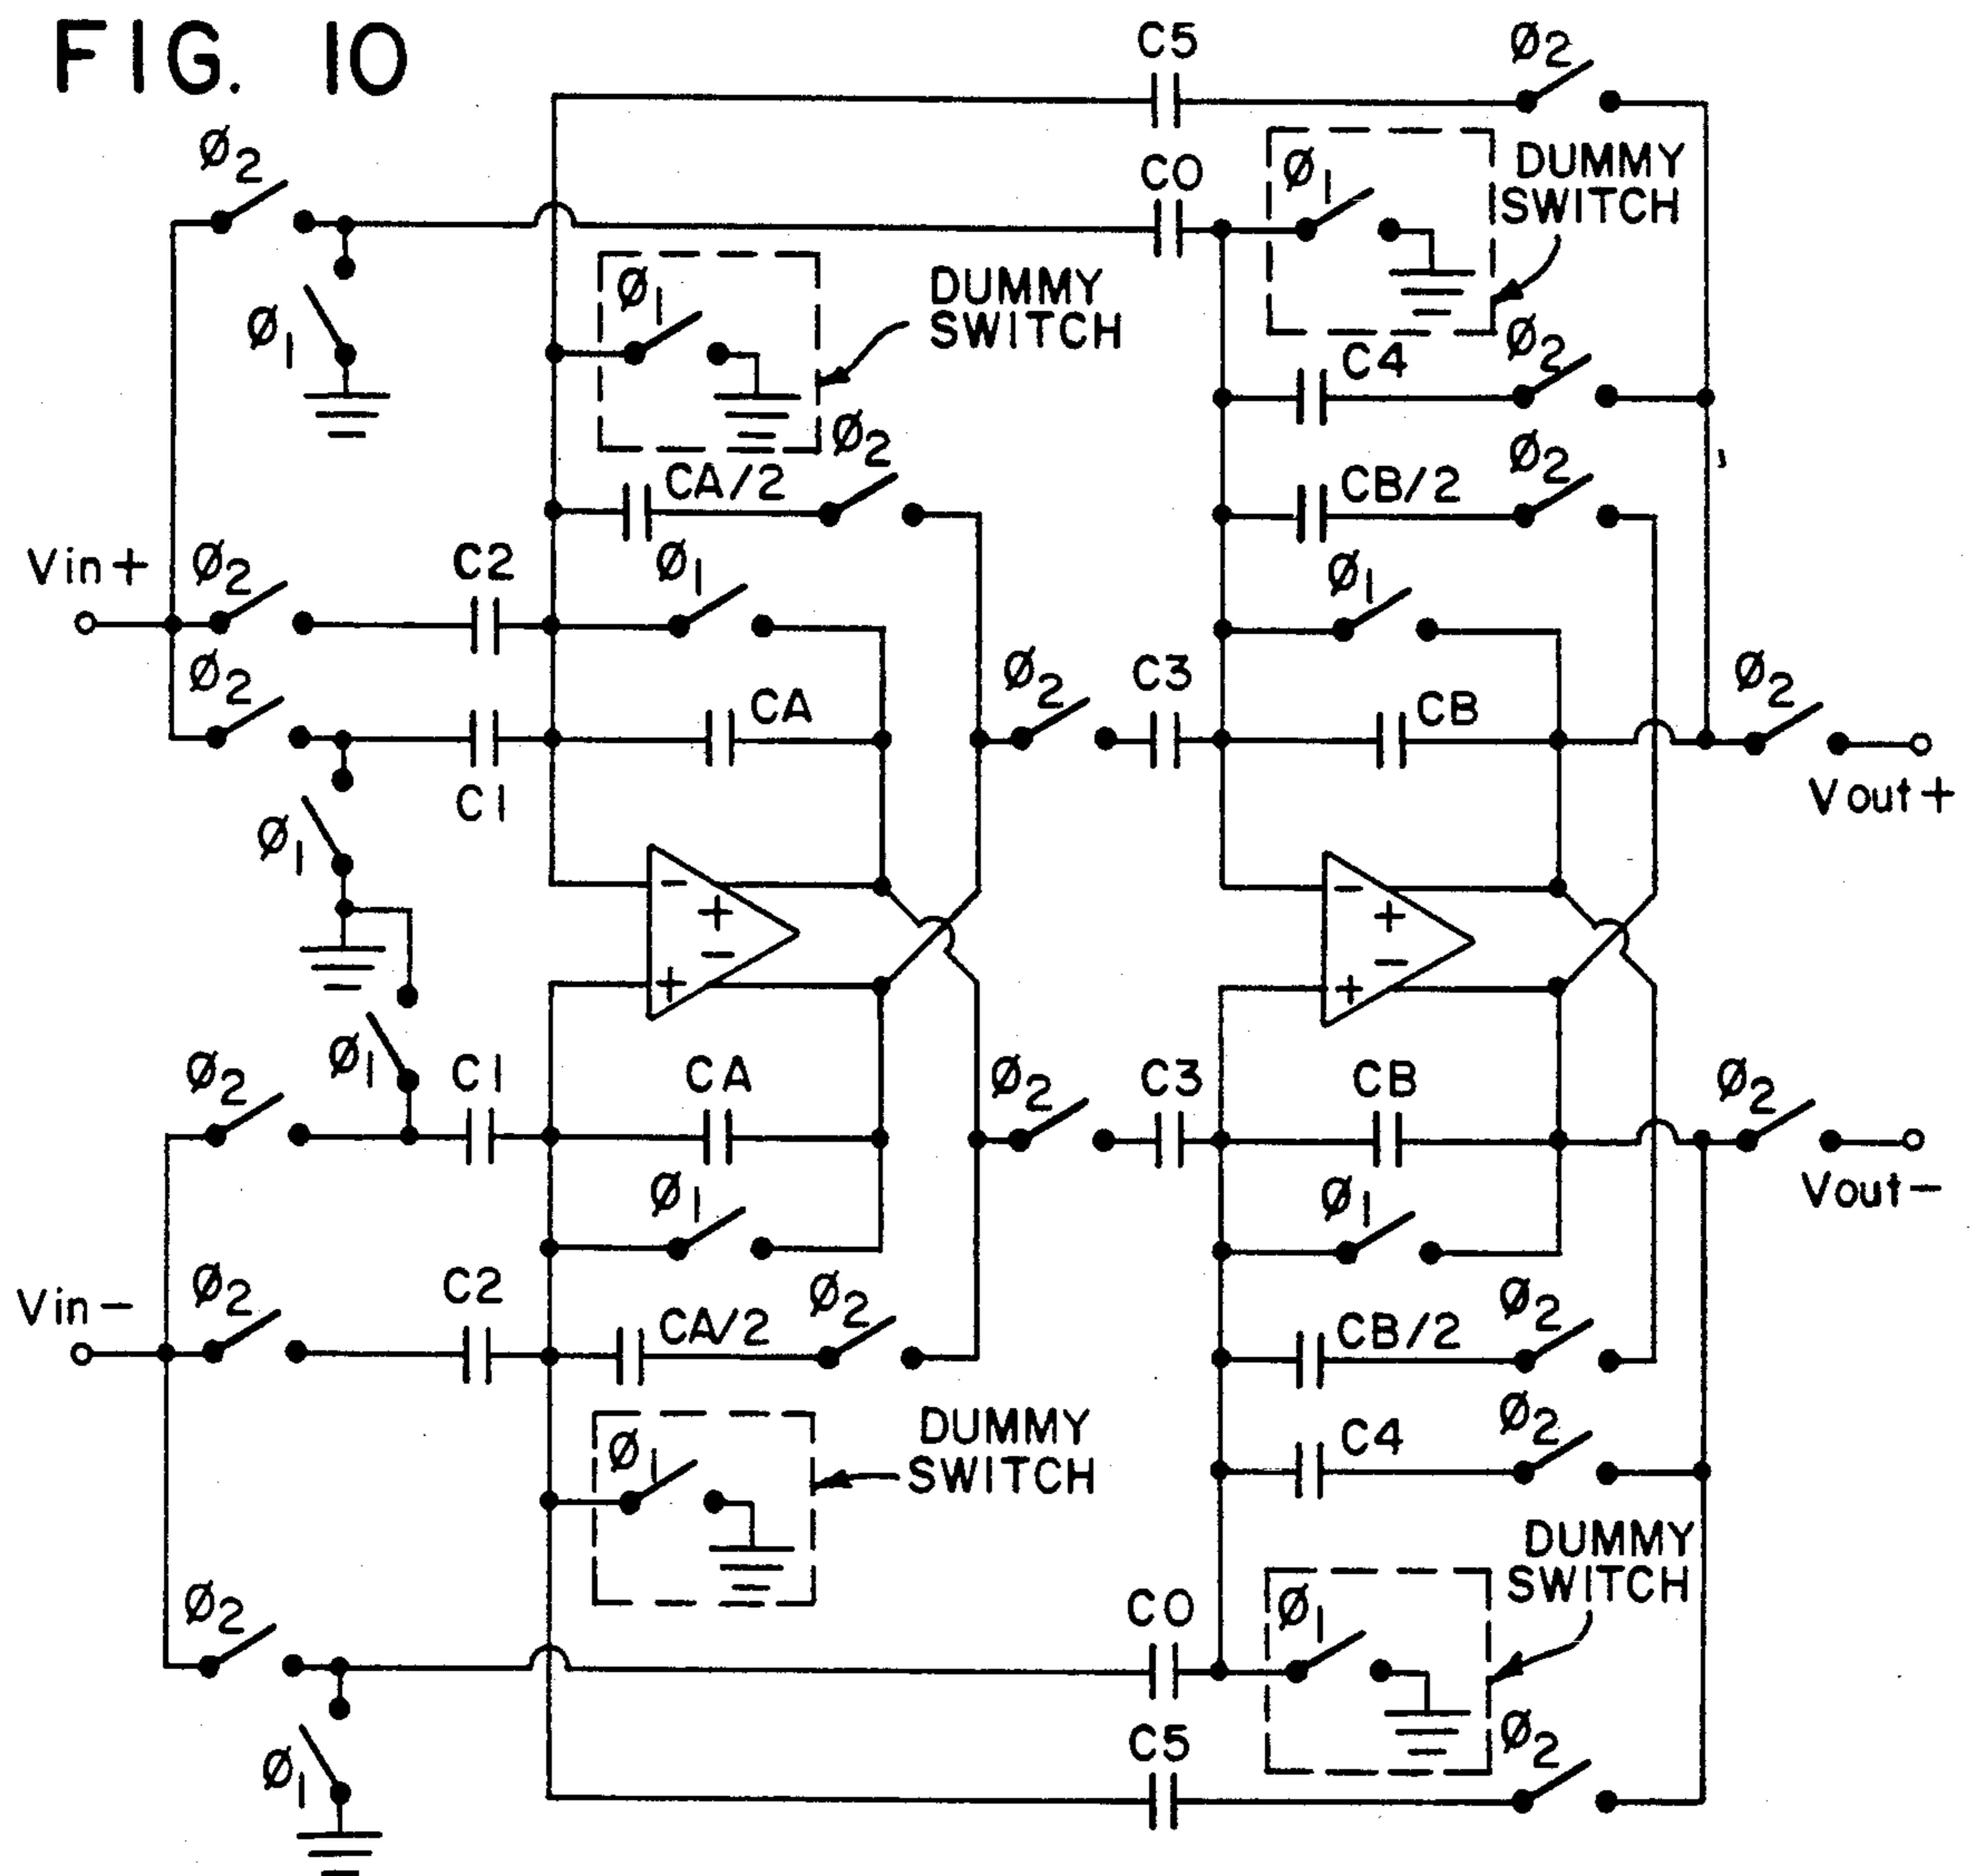 FIG. 10
C5
Ø2
Ø2
CO
Ø1
DUMMY
SWITCH
Ø1
Ø1
DUMMY
SWITCH
Ø2
C4
Ø2
CA/2
CB/2
Ø2
Vin+
Ø2
C2
Ø1
Ø1
Ø2
C1
CA
Ø2
C3
CB
Ø2
Vout+
Ø1
-
+
-
+
-
+
-
+
Ø1
Ø2
C1
CA
Ø2
C3
CB
Ø2
Ø1
Ø1
Vout-
Vin-
Ø2
C2
CA/2
Ø2
CB/2
Ø2
DUMMY
SWITCH
Ø1
C4
Ø2
DUMMY
SWITCH
Ø2
CO
Ø1
Ø1
C5
Ø2